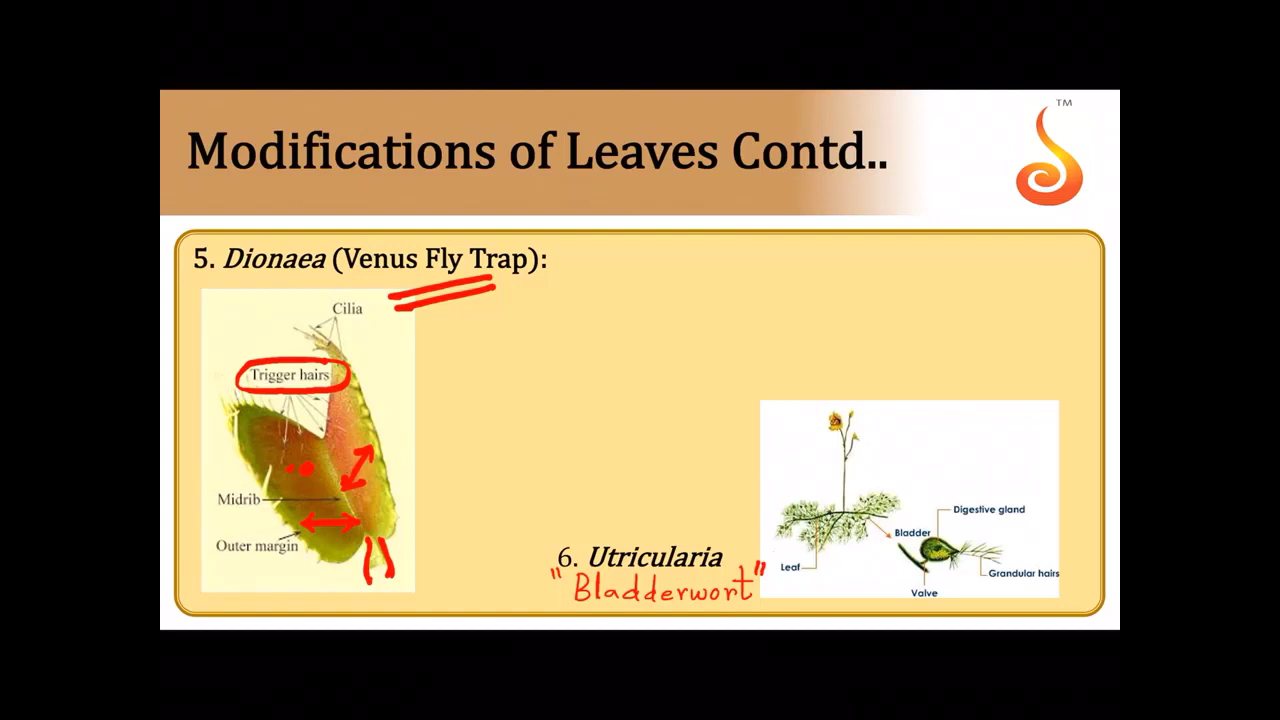 Modifications of Leaves Contd..
TM
5. Dionaea (Venus Fly Trap):
Cilia
Trigger hairs
Midrib
Outer margin
6. Utricularia
"Bladderwort"
Digestive gland
Bladder
Leaf
Grandular hairs
Valve